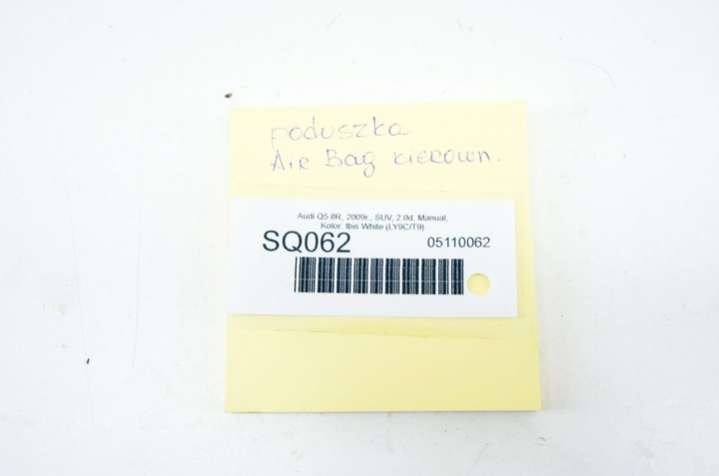 poduszka
Air Bag kierown.
Audi Q5 8R, 2009r., SUV, 2.0d, Manual,
Kolor: Ibis White (LY9C/T9)
SQ062 05110062